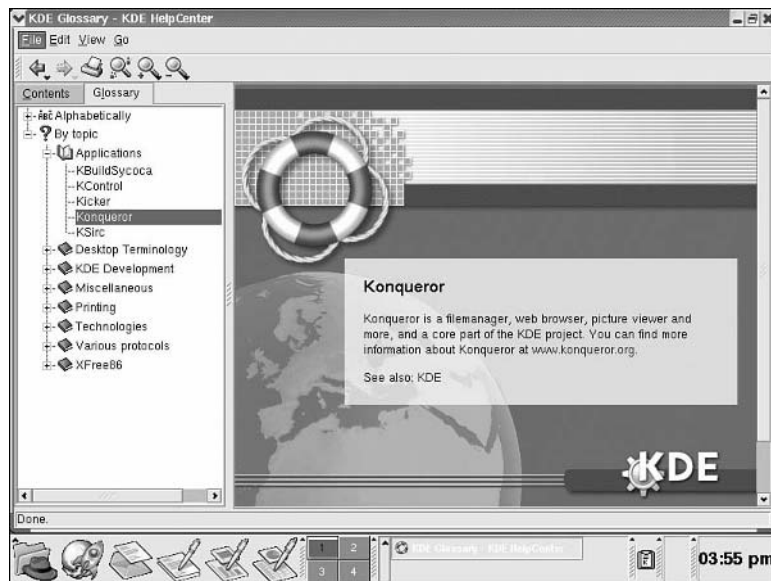 KDE Glossary - KDE HelpCenter
File Edit View Go
Contents Glossary
ABC Alphabetically
? By topic
Applications
KBuildSycoca
KControl
Kicker
Konqueror
KSirc
Desktop Terminology
KDE Development
Miscellaneous
Printing
Technologies
Various protocols
XFree86
Konqueror
Konqueror is a filemanager, web browser, picture viewer and
more, and a core part of the KDE project. You can find more
information about Konqueror at www.konqueror.org.
See also: KDE
KDE
Done.
1 2
3 4
KDE Glossary - KDE HelpCenter
03:55 pm